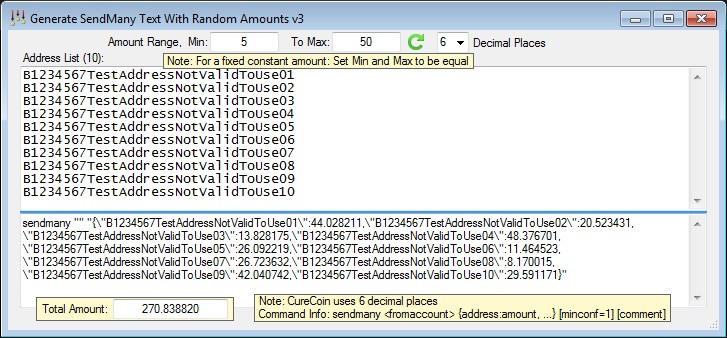 Generate SendMany Text With Random Amounts v3
Amount Range, Min: 5 To Max: 50 6 Decimal Places
Address List (10):
Note: For a fixed constant amount: Set Min and Max to be equal
B1234567TestAddressNotValidToUse01
B1234567TestAddressNotValidToUse02
B1234567TestAddressNotValidToUse03
B1234567TestAddressNotValidToUse04
B1234567TestAddressNotValidToUse05
B1234567TestAddressNotValidToUse06
B1234567TestAddressNotValidToUse07
B1234567TestAddressNotValidToUse08
B1234567TestAddressNotValidToUse09
B1234567TestAddressNotValidToUse10
sendmany "" "{\"B1234567TestAddressNotValidToUse01\":44.028211,\"B1234567TestAddressNotValidToUse02\":20.523431,
\"B1234567TestAddressNotValidToUse03\":13.828175,\"B1234567TestAddressNotValidToUse04\":48.376701,
\"B1234567TestAddressNotValidToUse05\":26.092219,\"B1234567TestAddressNotValidToUse06\":11.464523,
\"B1234567TestAddressNotValidToUse07\":26.723632,\"B1234567TestAddressNotValidToUse08\":8.170015,
\"B1234567TestAddressNotValidToUse09\":42.040742,\"B1234567TestAddressNotValidToUse10\":29.591171}"
Total Amount: 270.838820
Note: CureCoin uses 6 decimal places
Command Info: sendmany <fromaccount> {address:amount, ...} [minconf=1] [comment]